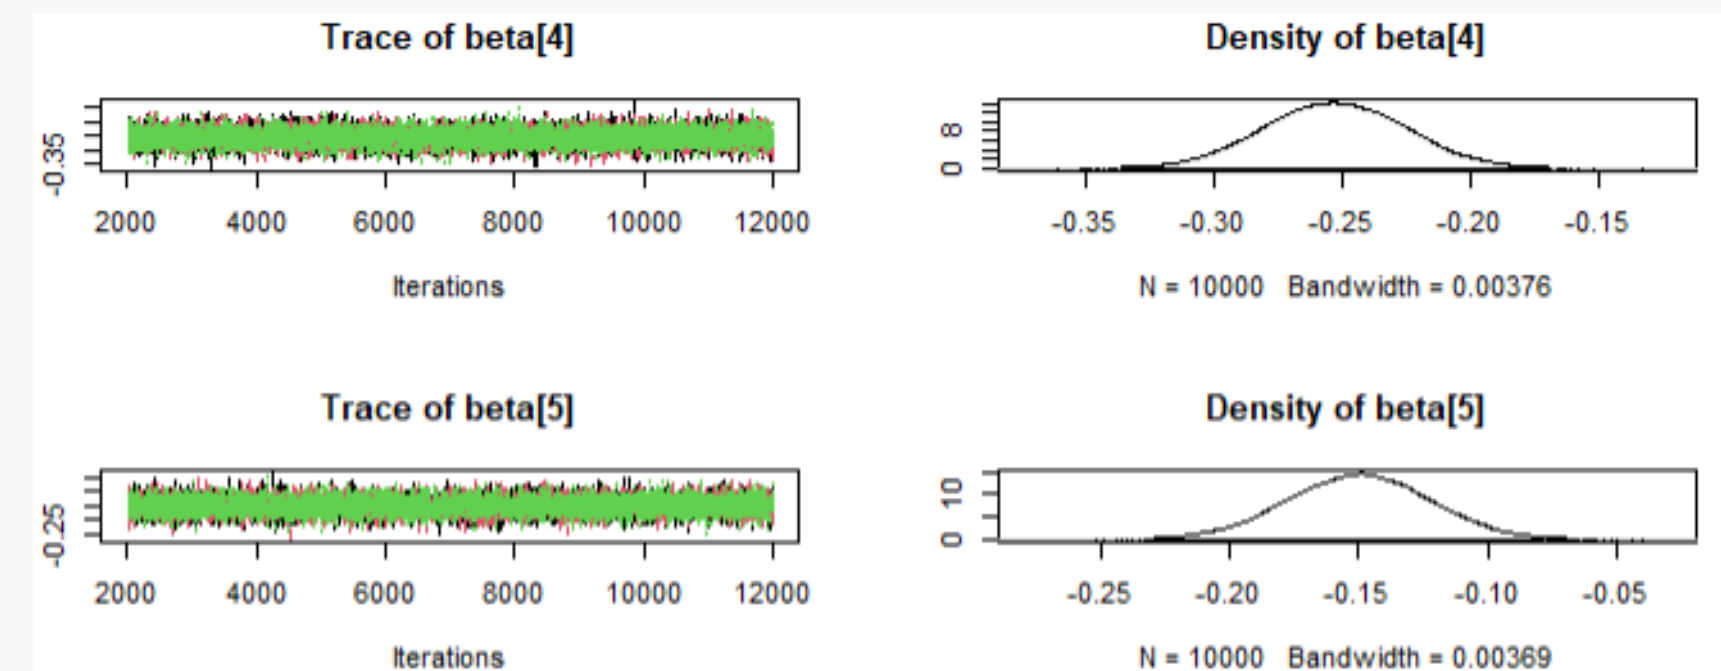 Trace of beta[4]
Density of beta[4]
-0.35
2000 4000 6000 8000 10000 12000
Iterations
0 8
-0.35 -0.30 -0.25 -0.20 -0.15
N = 10000 Bandwidth = 0.00376
Trace of beta[5]
Density of beta[5]
-0.25
2000 4000 6000 8000 10000 12000
Iterations
0 10
-0.25 -0.20 -0.15 -0.10 -0.05
N = 10000 Bandwidth = 0.00369